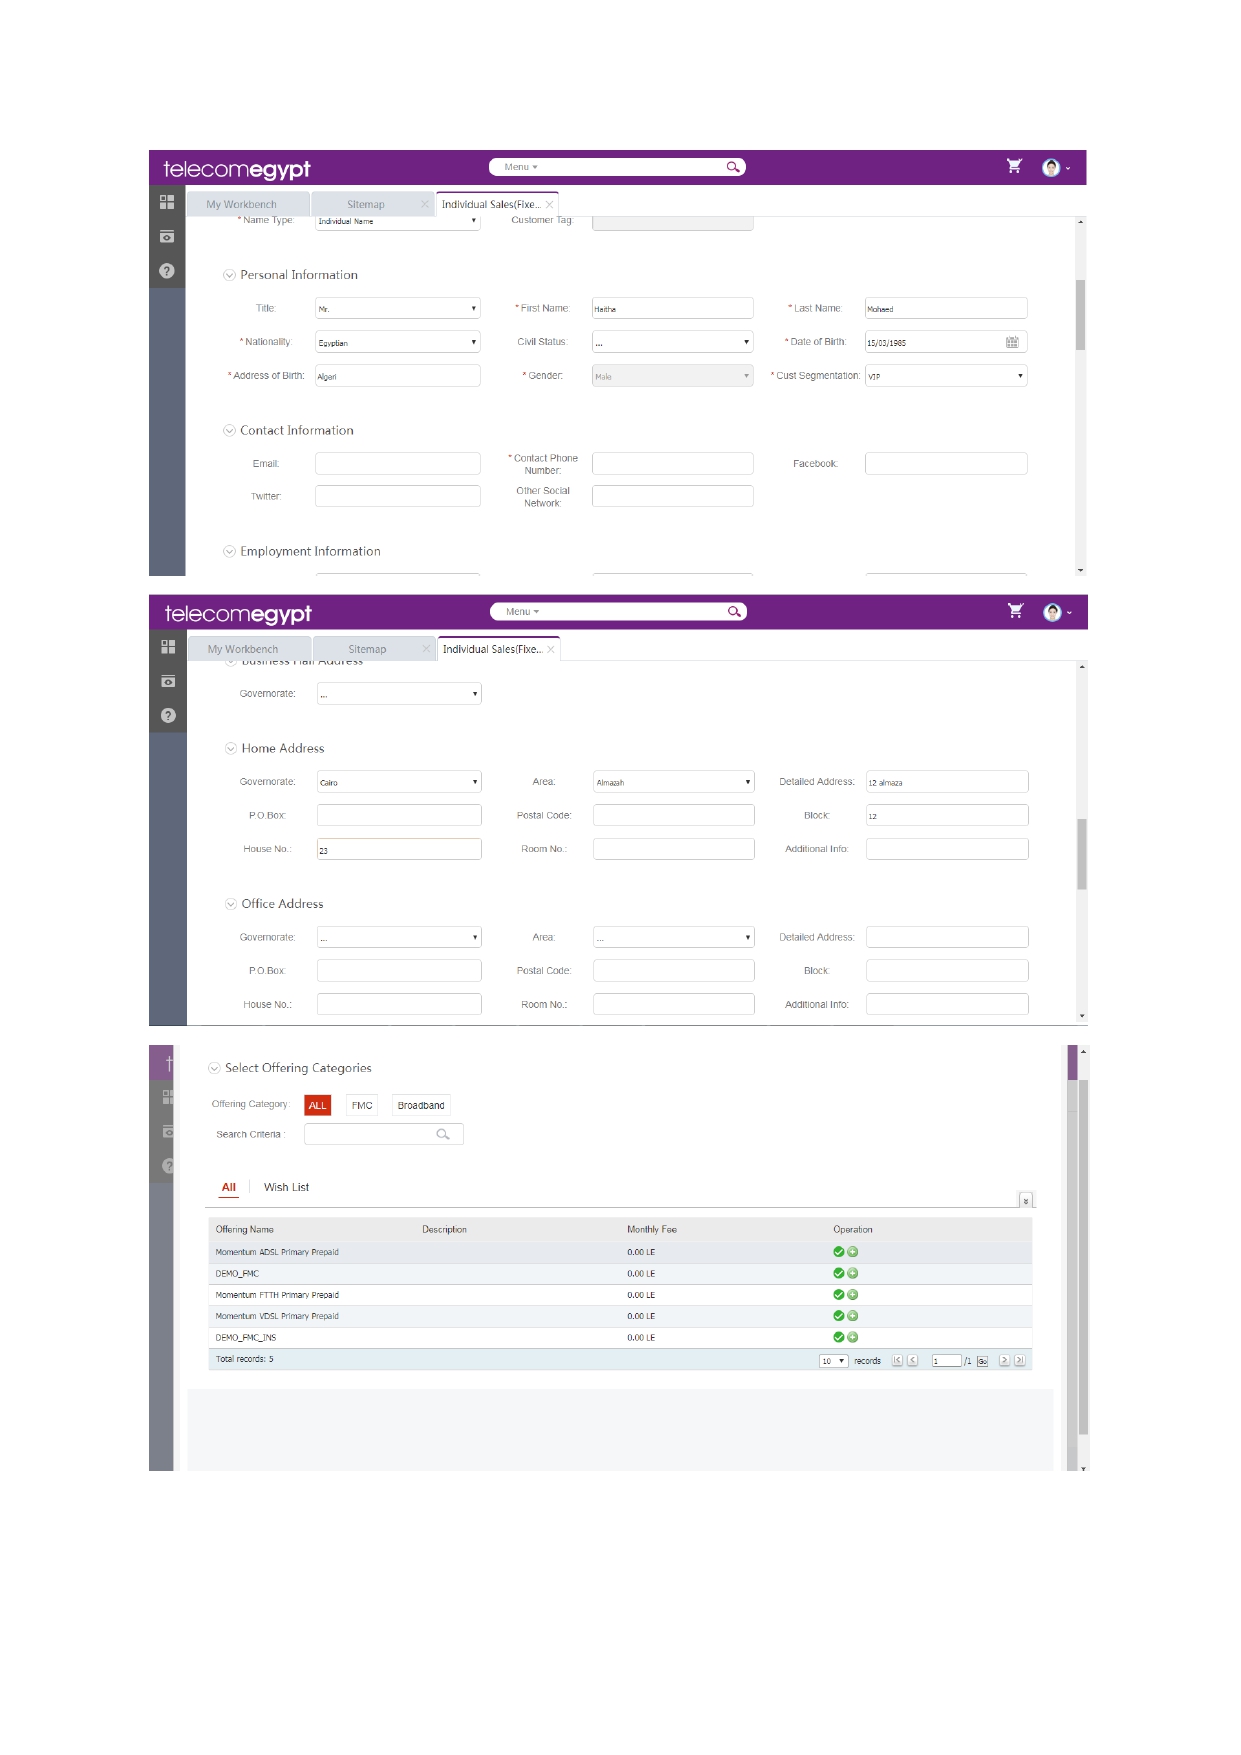 telecomegypt Menu
My Workbench Sitemap Individual Sales(Fixe...
* Name Type: Individual Name Customer Tag:
Personal Information
Title: Mr. * First Name: Haitha * Last Name: Mohaed
* Nationality: Egyptian Civil Status: ... * Date of Birth: 15/03/1985
* Address of Birth: Algeri * Gender: Male * Cust Segmentation: VIP
Contact Information
Email: * Contact Phone Number: Facebook:
Twitter: Other Social Network:
Employment Information
telecomegypt Menu
My Workbench Sitemap Individual Sales(Fixe...
Business Hall Address
Governorate: ...
Home Address
Governorate: Cairo Area: Almazah Detailed Address: 12 almaza
P.O.Box: Postal Code: Block: 12
House No.: 23 Room No.: Additional Info:
Office Address
Governorate: ... Area: ... Detailed Address:
P.O.Box: Postal Code: Block:
House No.: Room No.: Additional Info:
t
Select Offering Categories
Offering Category: ALL FMC Broadband
Search Criteria :
All Wish List
Offering Name Description Monthly Fee Operation
Momentum ADSL Primary Prepaid 0.00 LE
DEMO_FMC 0.00 LE
Momentum FTTH Primary Prepaid 0.00 LE
Momentum VDSL Primary Prepaid 0.00 LE
DEMO_FMC_INS 0.00 LE
Total records: 5 10 records 1 /1 Go